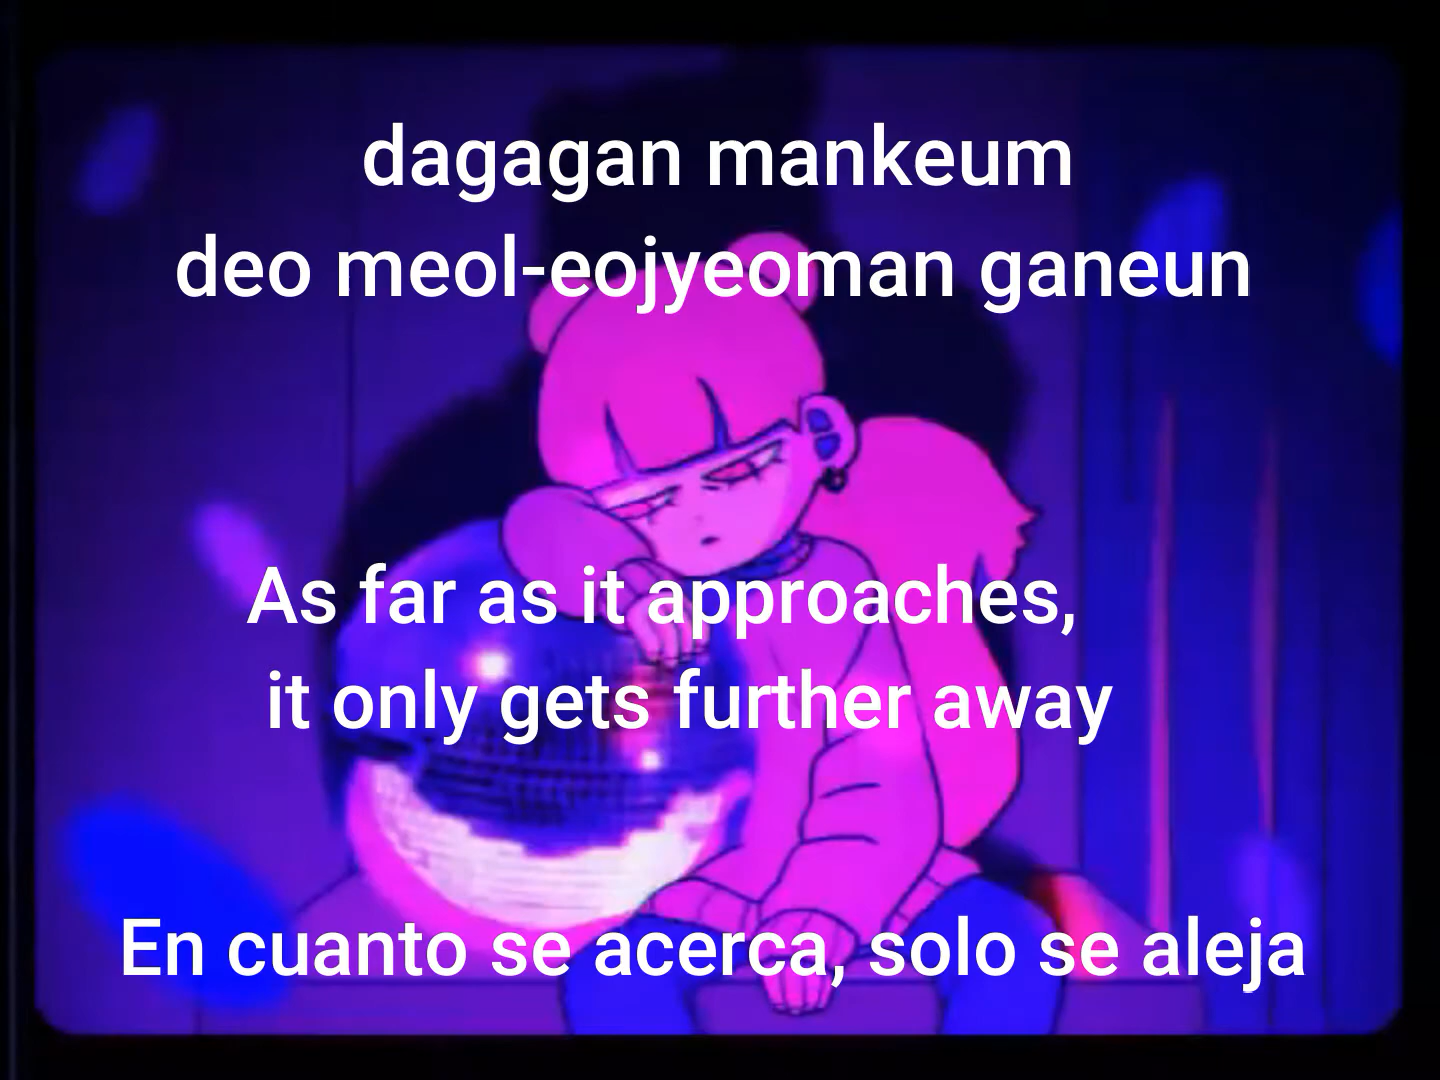 dagagan mankeum
deo meol-eojyeoman ganeun
As far as it approaches,
it only gets further away
En cuanto se acerca, solo se aleja